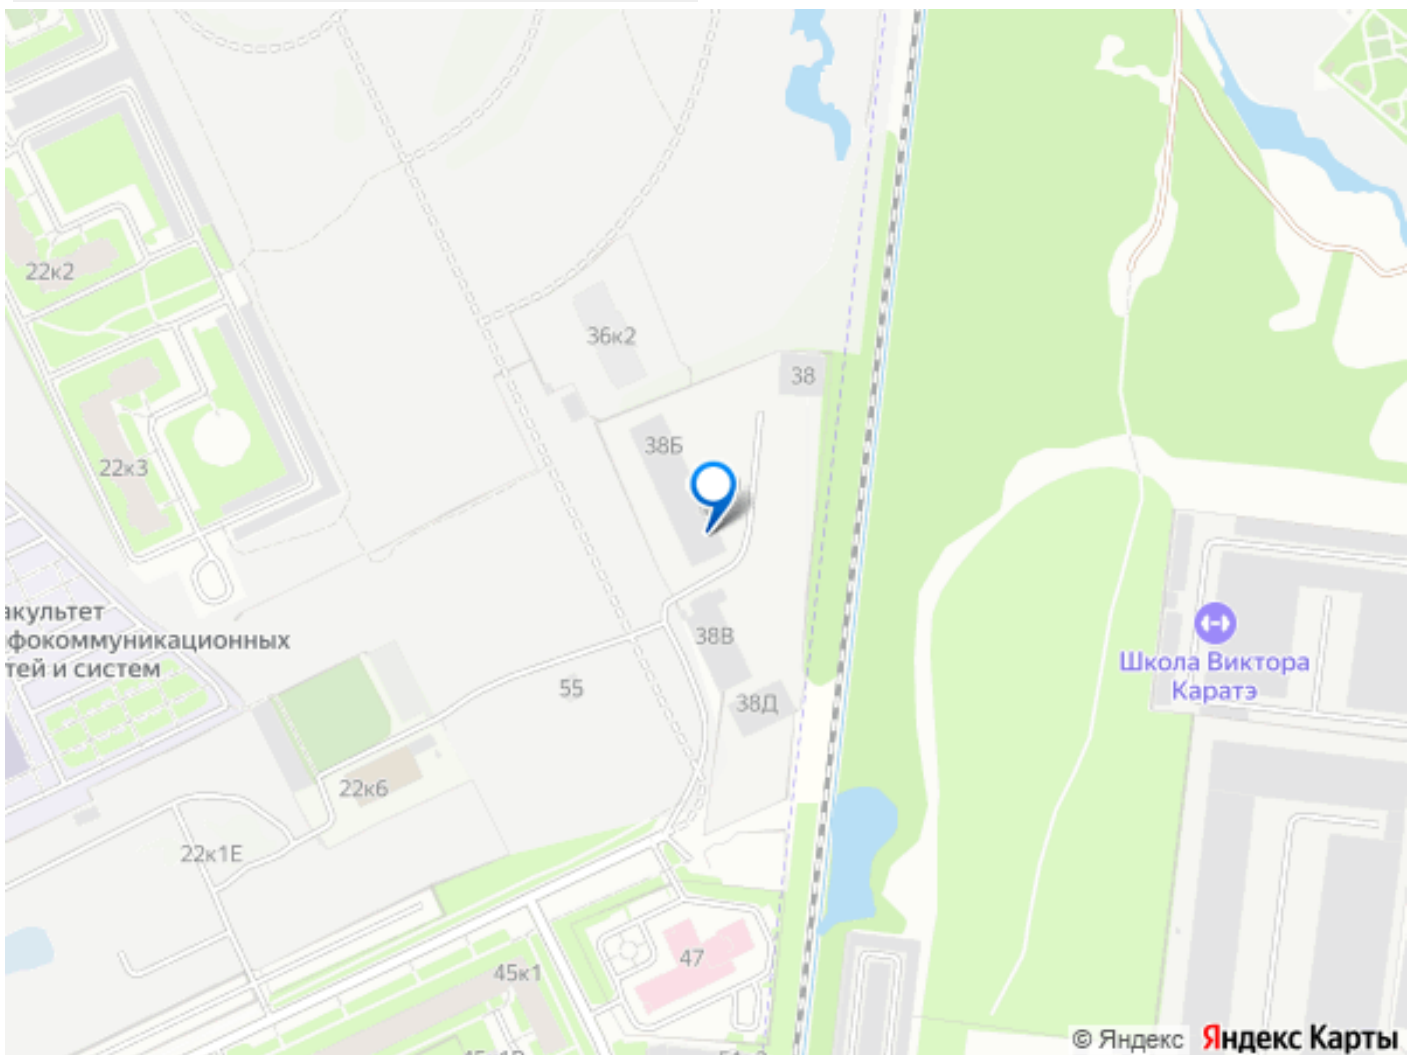 22к2
36к2
38
38Б
22к3
акультет
фокоммуникационных
тей и систем
38В
Школа Виктора
Каратэ
55
38Д
22к6
22к1Е
47
45к1
© Яндекс Яндекс Карты